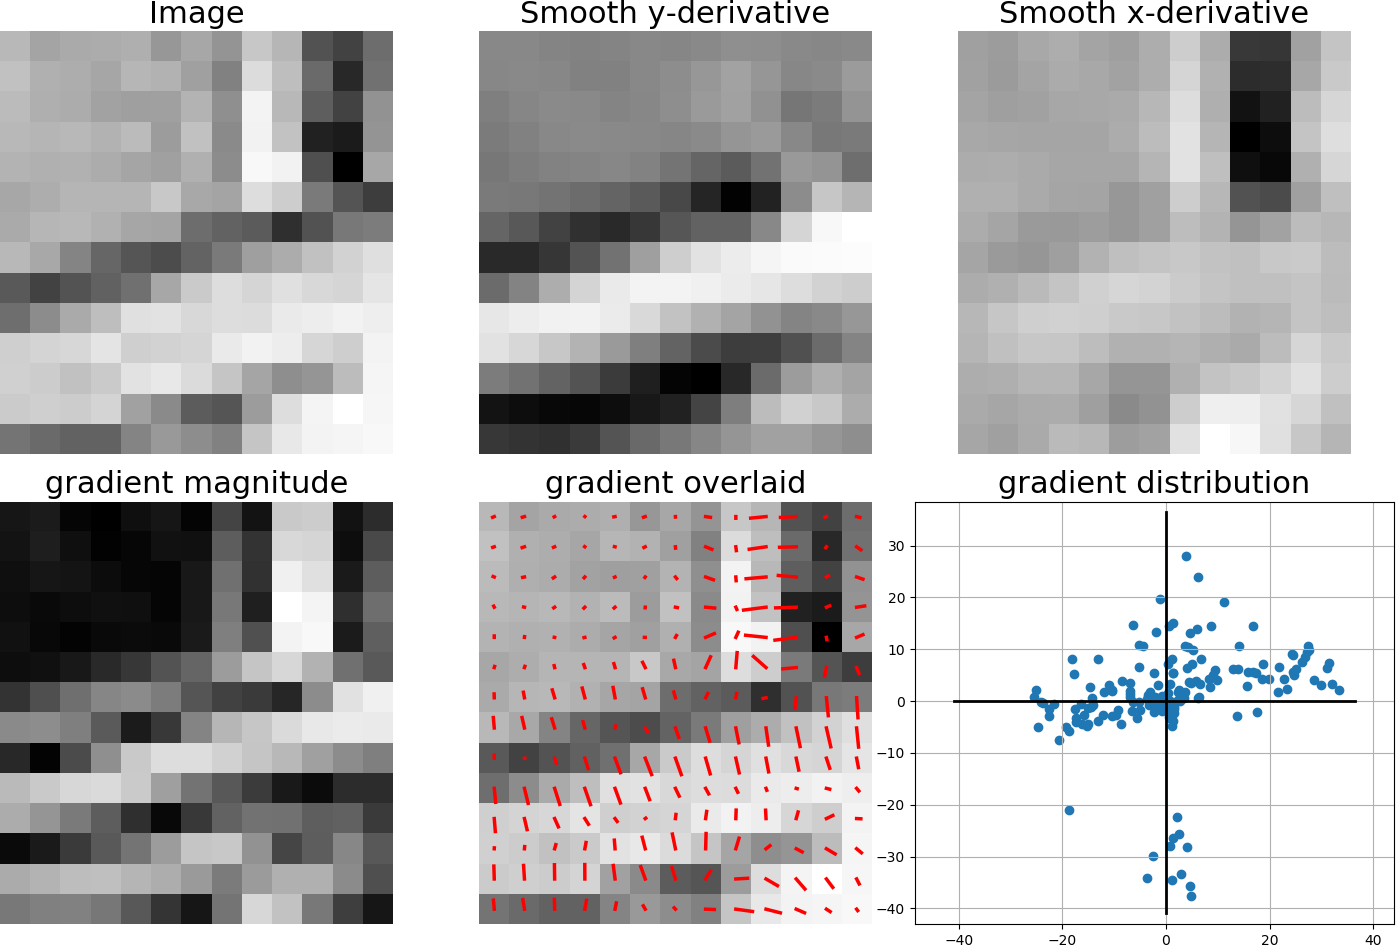 Image
Smooth y-derivative
Smooth x-derivative
gradient magnitude
gradient overlaid
gradient distribution
30
20
10
0
−10
−20
−30
−40
−40
−20
0
20
40